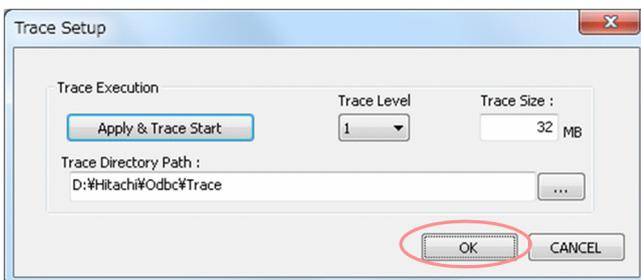 Trace Setup
Trace Execution
Trace Level
Trace Size :
Apply & Trace Start
1
32 MB
Trace Directory Path :
D:¥Hitachi¥Odbc¥Trace
...
OK
CANCEL